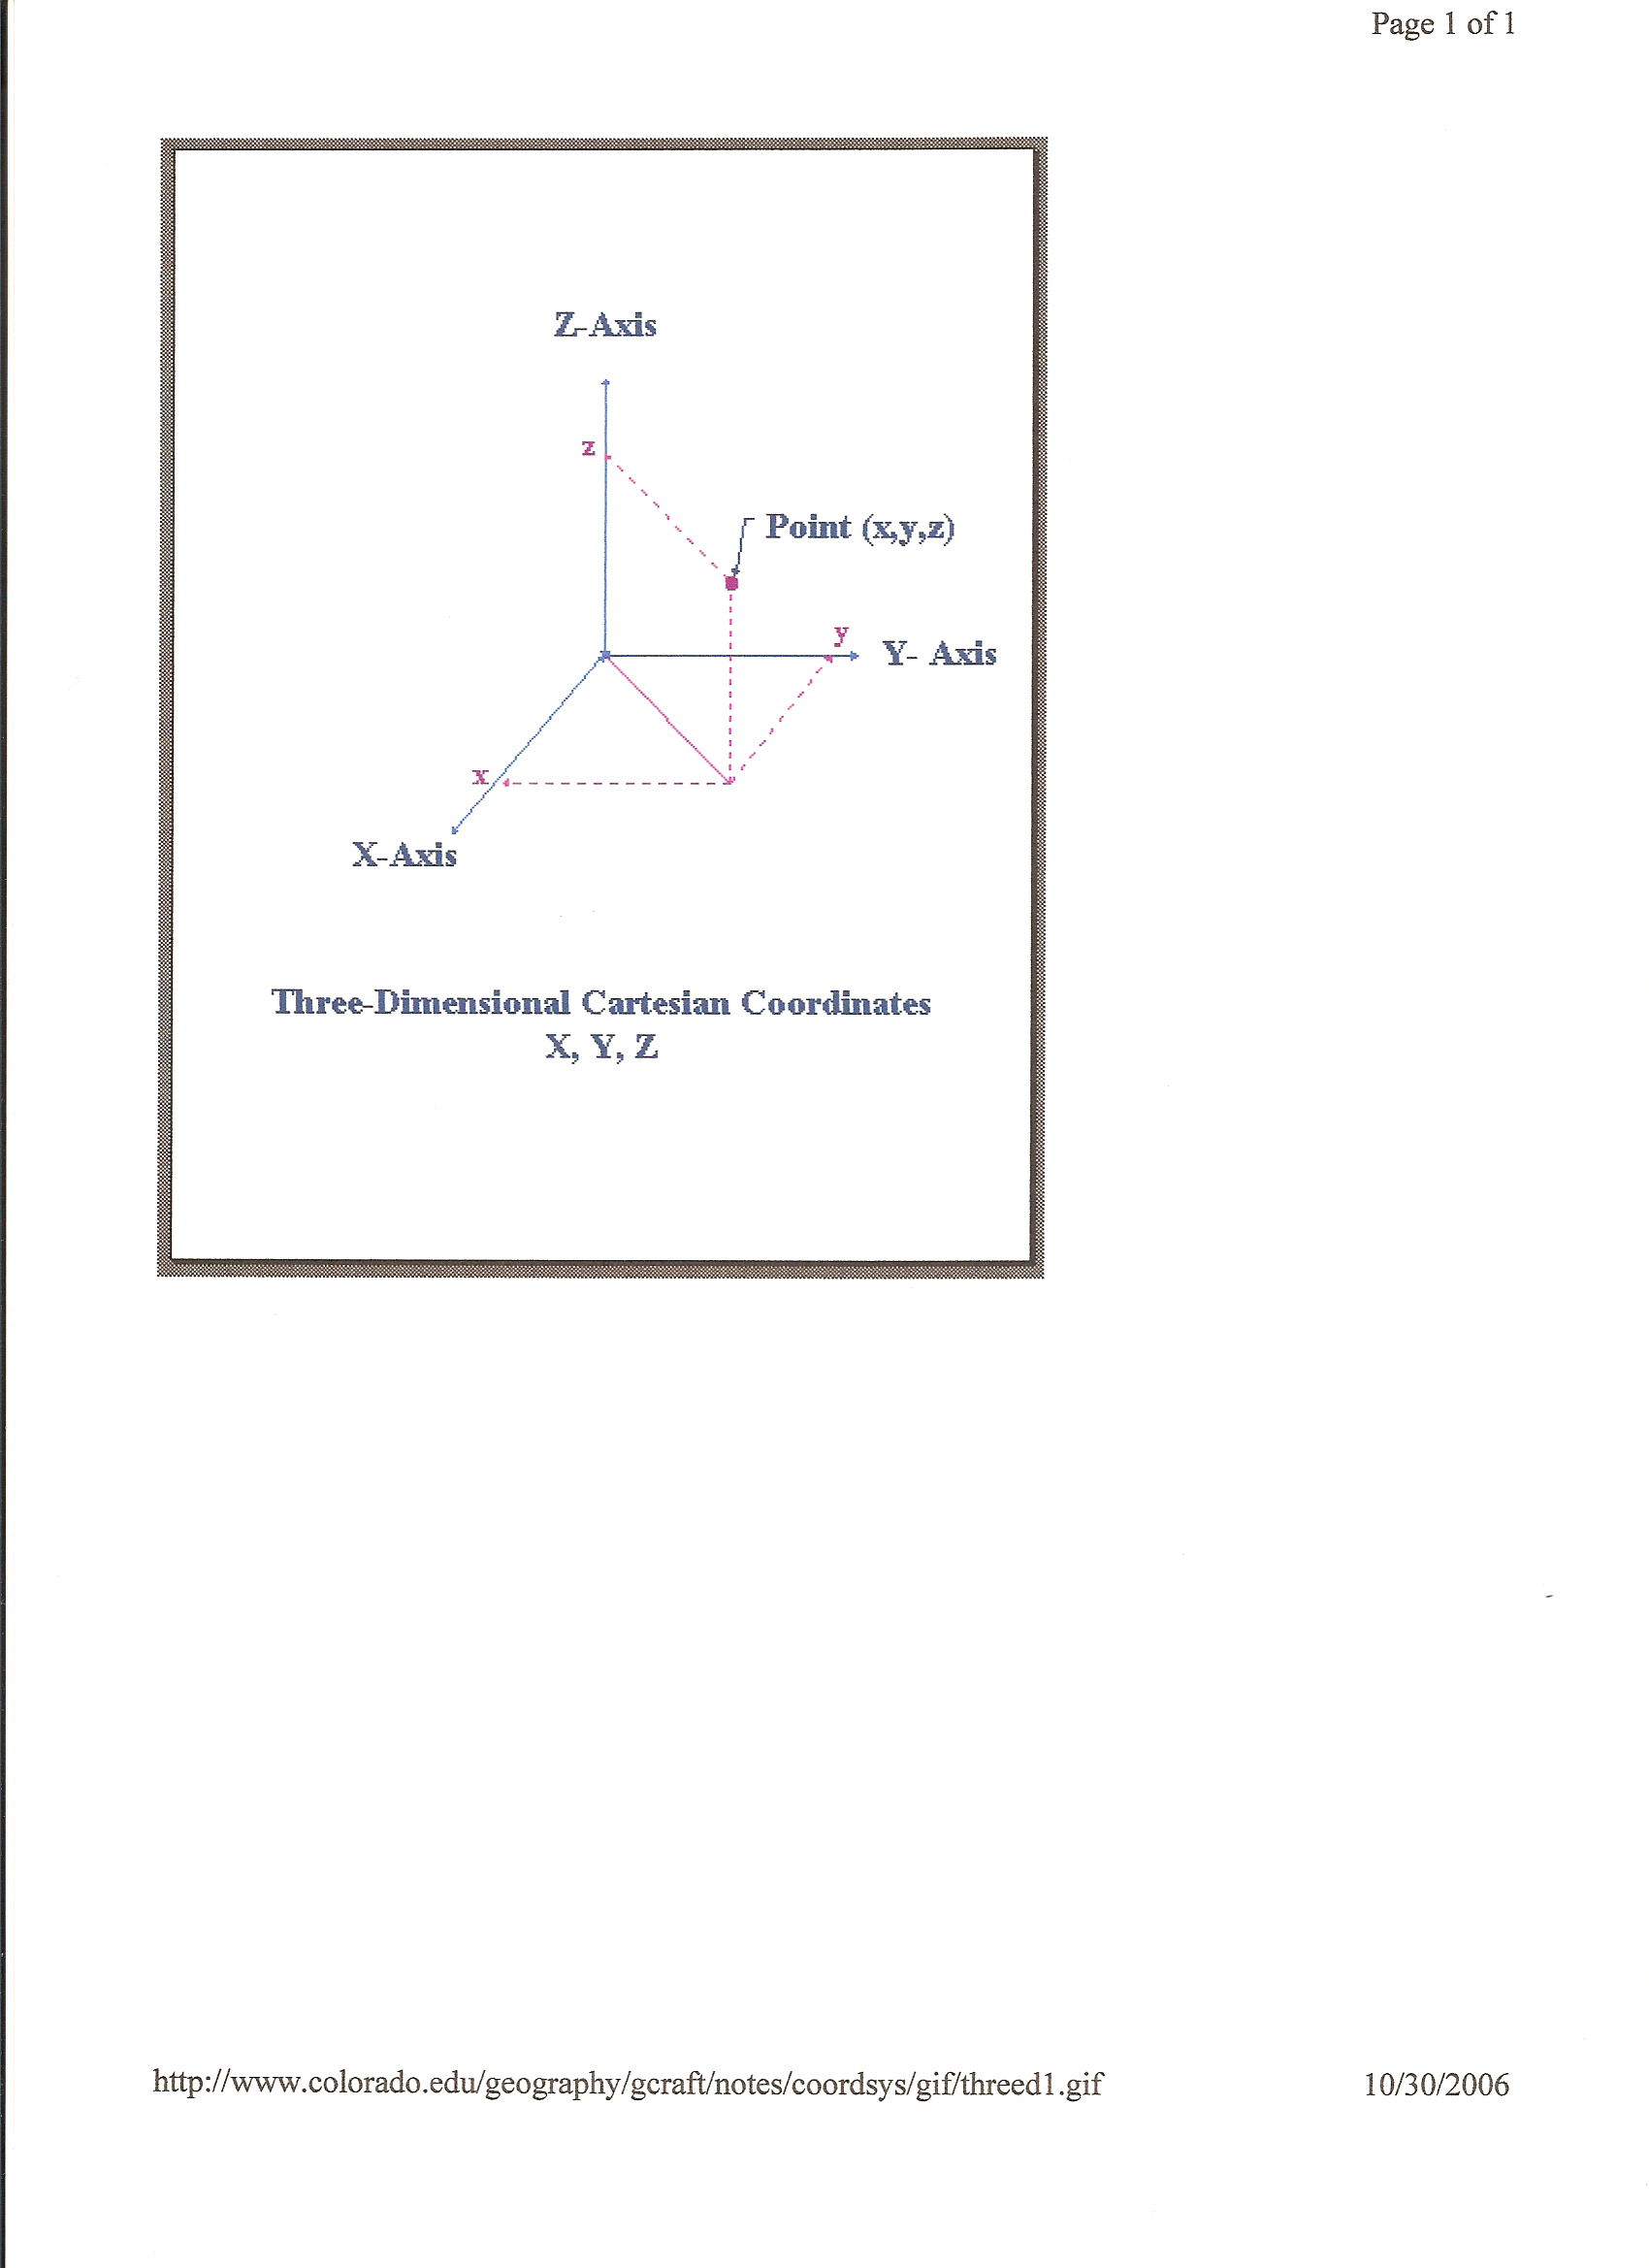 Page 1 of 1
Z-Axis
z
Point (x,y,z)
y
Y- Axis
x
X-Axis
Three-Dimensional Cartesian Coordinates
X, Y, Z
http://www.colorado.edu/geography/gcraft/notes/coordsys/gif/threed1.gif
10/30/2006